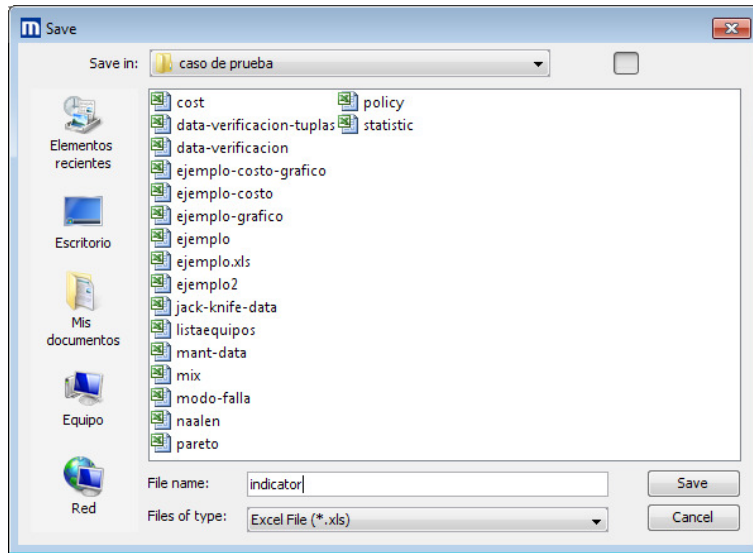 m Save
Save in: caso de prueba
Elementos recientes
Escritorio
Mis documentos
Equipo
Red
cost
data-verificacion-tuplas
data-verificacion
ejemplo-costo-grafico
ejemplo-costo
ejemplo-grafico
ejemplo
ejemplo.xls
ejemplo2
jack-knife-data
listaequipos
mant-data
mix
modo-falla
naalen
pareto
policy
statistic
File name: indicator
Save
Files of type: Excel File (*.xls)
Cancel